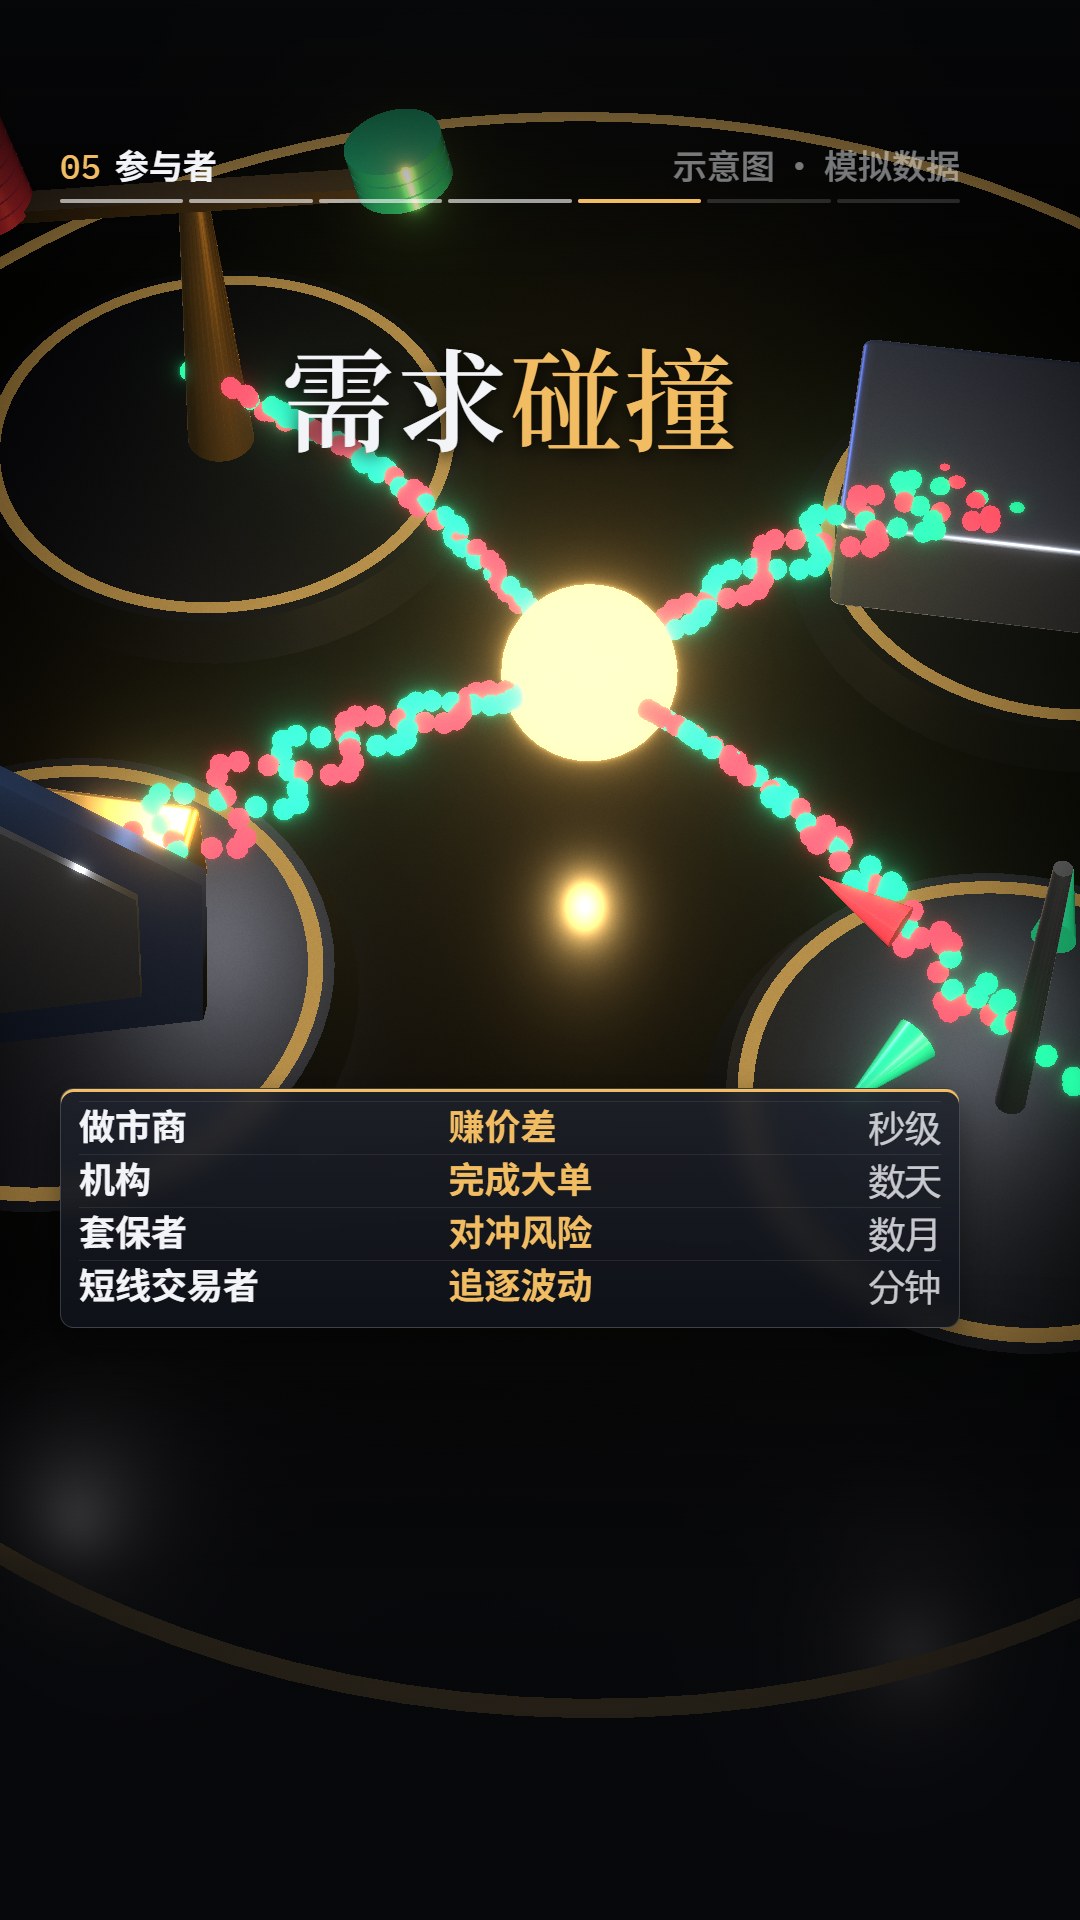 05 参与者
示意图 • 模拟数据
需求碰撞
做市商 赚价差 秒级
机构 完成大单 数天
套保者 对冲风险 数月
短线交易者 追逐波动 分钟